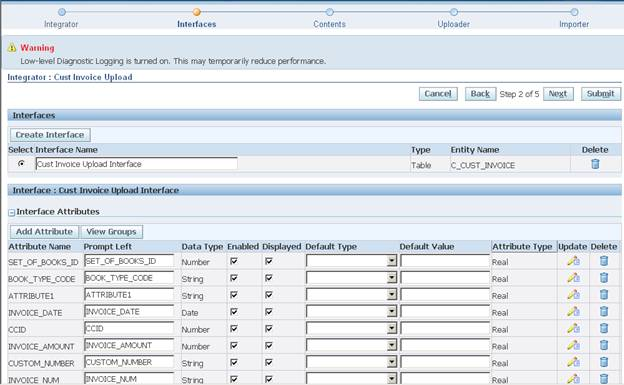 Integrator Interfaces Contents Uploader Importer
Warning
Low-level Diagnostic Logging is turned on. This may temporarily reduce performance.
Integrator : Cust Invoice Upload
Cancel Back Step 2 of 5 Next Submit
Interfaces
Create Interface
Select Interface Name Type Entity Name Delete
Cust Invoice Upload Interface Table C_CUST_INVOICE
Interface : Cust Invoice Upload Interface
Interface Attributes
Add Attribute View Groups
Attribute Name Prompt Left Data Type Enabled Displayed Default Type Default Value Attribute Type Update Delete
SET_OF_BOOKS_ID SET_OF_BOOKS_ID Number Real
BOOK_TYPE_CODE BOOK_TYPE_CODE String Real
ATTRIBUTE1 ATTRIBUTE1 String Real
INVOICE_DATE INVOICE_DATE Date Real
CCID CCID Number Real
INVOICE_AMOUNT INVOICE_AMOUNT Number Real
CUSTOM_NUMBER CUSTOM_NUMBER String Real
INVOICE_NUM INVOICE_NUM String Real